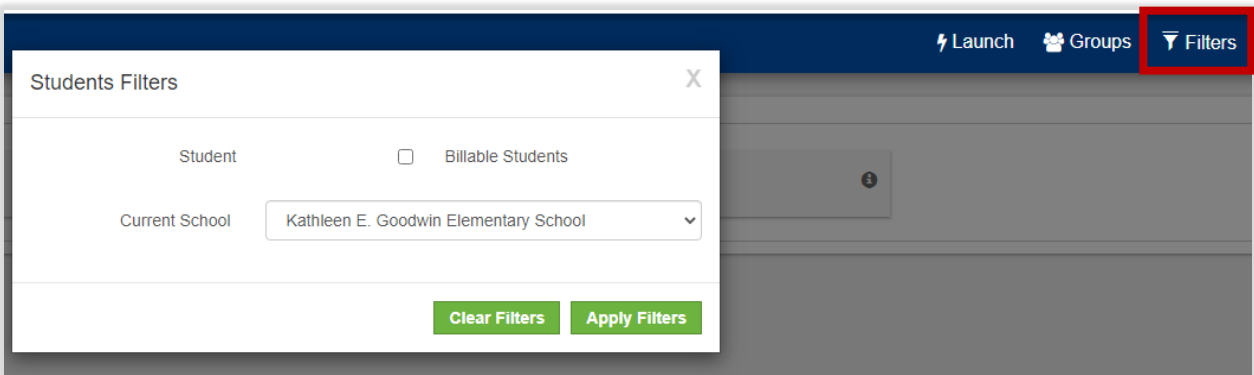 Launch Groups Filters
Students Filters X
Student Billable Students
Current School Kathleen E. Goodwin Elementary School
Clear Filters Apply Filters